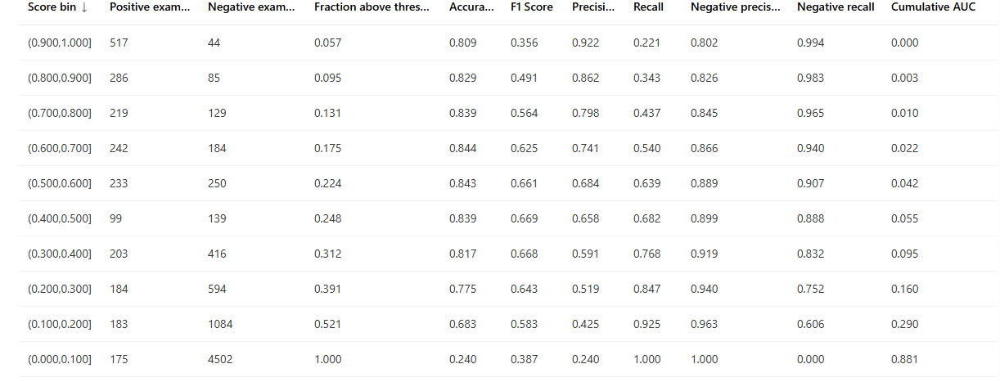 Score bin ↓ Positive exam... Negative exam... Fraction above thres... Accura... F1 Score Precisi... Recall Negative precis... Negative recall Cumulative AUC
(0.900,1.000] 517 44 0.057 0.809 0.356 0.922 0.221 0.802 0.994 0.000
(0.800,0.900] 286 85 0.095 0.829 0.491 0.862 0.343 0.826 0.983 0.003
(0.700,0.800] 219 129 0.131 0.839 0.564 0.798 0.437 0.845 0.965 0.010
(0.600,0.700] 242 184 0.175 0.844 0.625 0.741 0.540 0.866 0.940 0.022
(0.500,0.600] 233 250 0.224 0.843 0.661 0.684 0.639 0.889 0.907 0.042
(0.400,0.500] 99 139 0.248 0.839 0.669 0.658 0.682 0.899 0.888 0.055
(0.300,0.400] 203 416 0.312 0.817 0.668 0.591 0.768 0.919 0.832 0.095
(0.200,0.300] 184 594 0.391 0.775 0.643 0.519 0.847 0.940 0.752 0.160
(0.100,0.200] 183 1084 0.521 0.683 0.583 0.425 0.925 0.963 0.606 0.290
(0.000,0.100] 175 4502 1.000 0.240 0.387 0.240 1.000 1.000 0.000 0.881